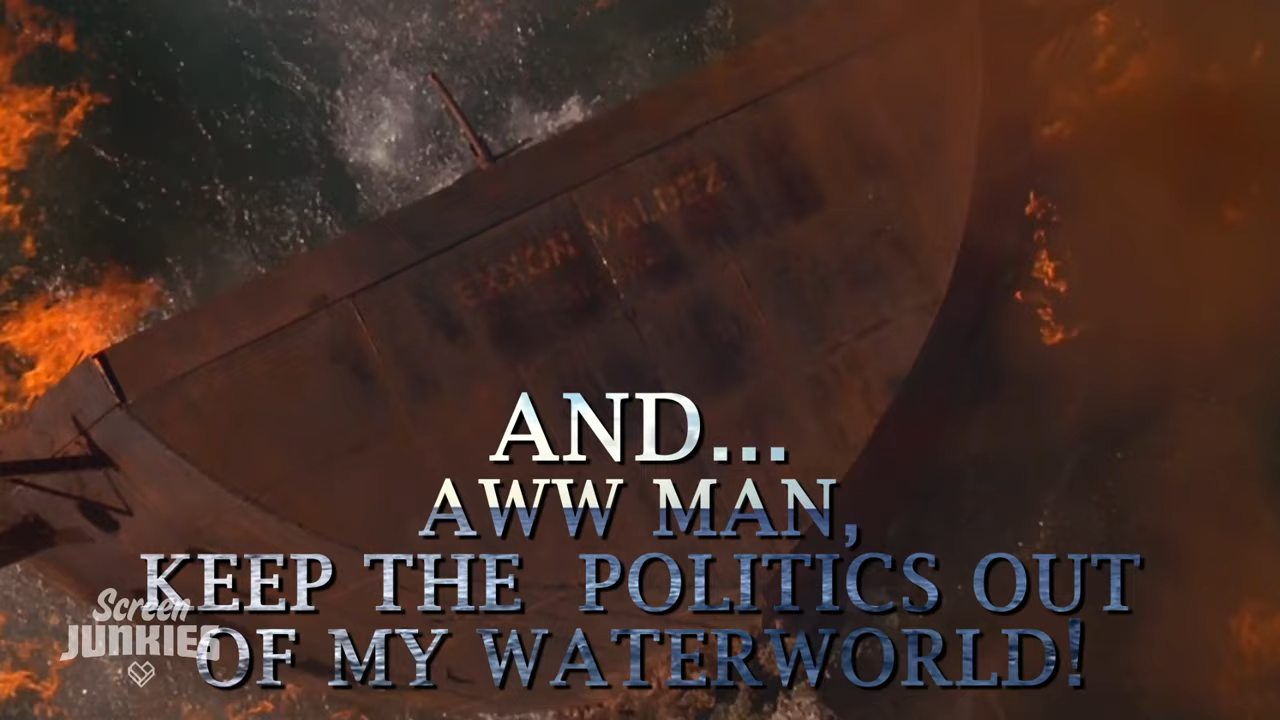 EXXON VALDEZ
AND...
AWW MAN,
KEEP THE POLITICS OUT
OF MY WATERWORLD!
Screen
JUNKIES